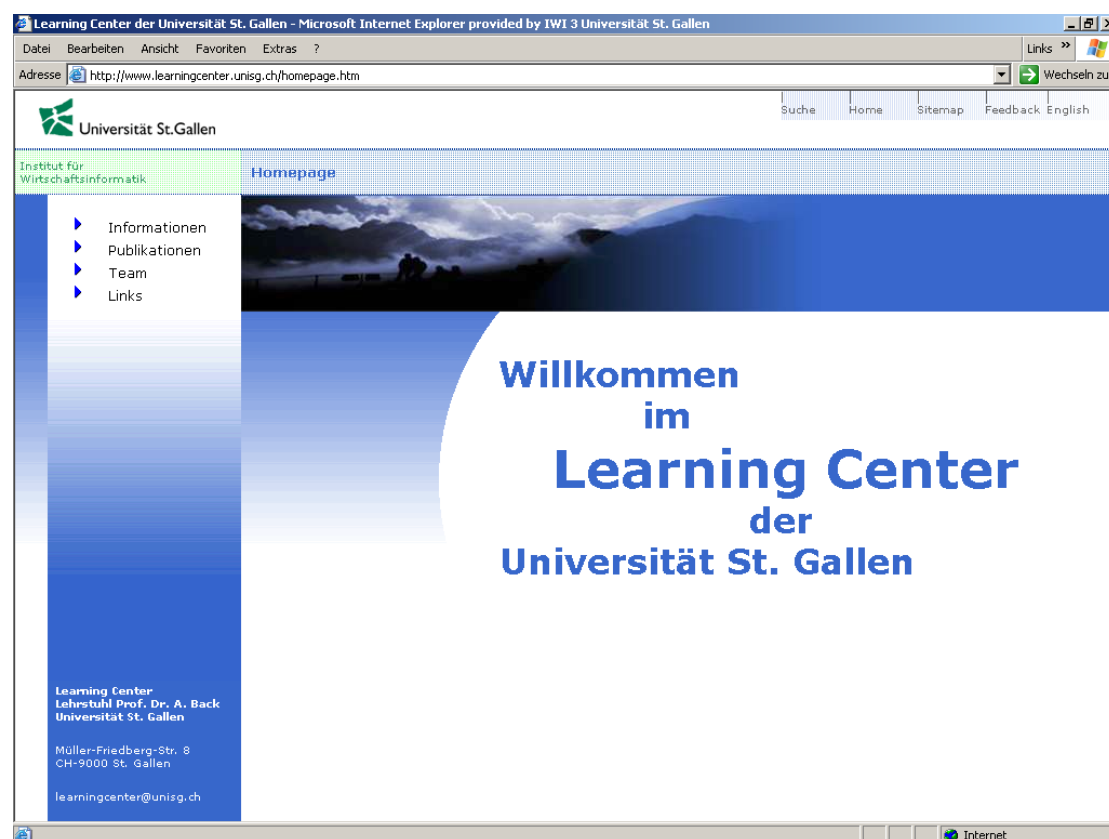 Learning Center der Universität St. Gallen - Microsoft Internet Explorer provided by IWI 3 Universität St. Gallen
Datei Bearbeiten Ansicht Favoriten Extras ? Links »
Adresse http://www.learningcenter.unisg.ch/homepage.htm Wechseln zu
Suche Home Sitemap Feedback English
Universität St.Gallen
Institut für
Wirtschaftsinformatik
Homepage
Informationen
Publikationen
Team
Links
Willkommen
im
Learning Center
der
Universität St. Gallen
Learning Center
Lehrstuhl Prof. Dr. A. Back
Universität St. Gallen
Müller-Friedberg-Str. 8
CH-9000 St. Gallen
learningcenter@unisg.ch
Internet